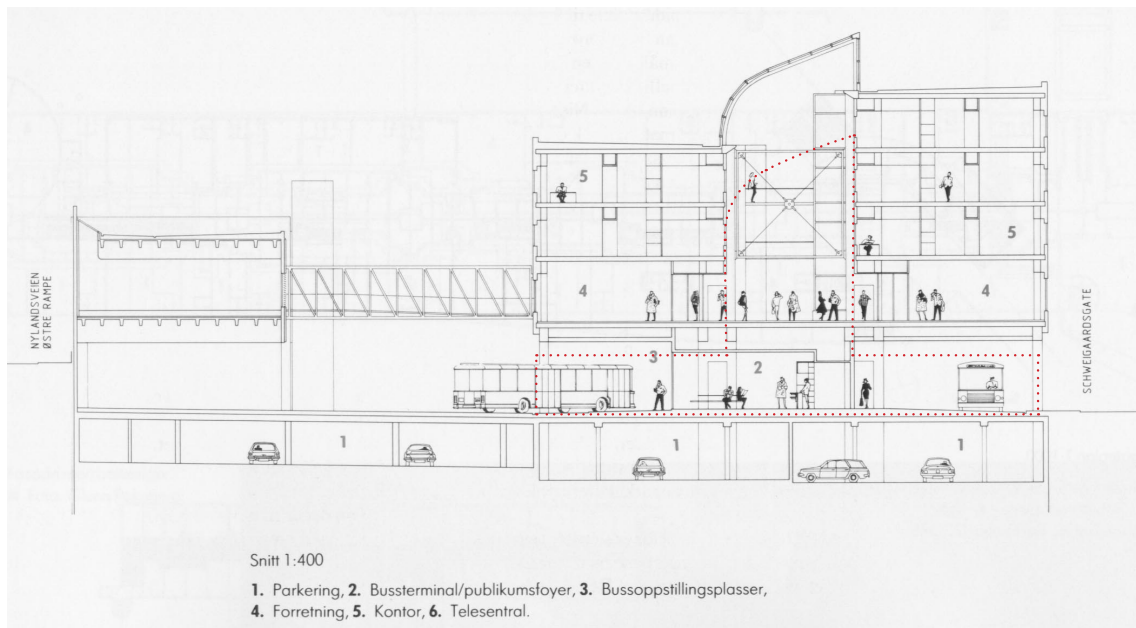 5
5
NYLANDSVEIEN
ØSTRE RAMPE
4
4
SCHWEIGAARDSGATE
3
2
1
1
1
Snitt 1:400
1. Parkering, 2. Bussterminal/publikumsfoyer, 3. Bussoppstillingsplasser,
4. Forretning, 5. Kontor, 6. Telesentral.